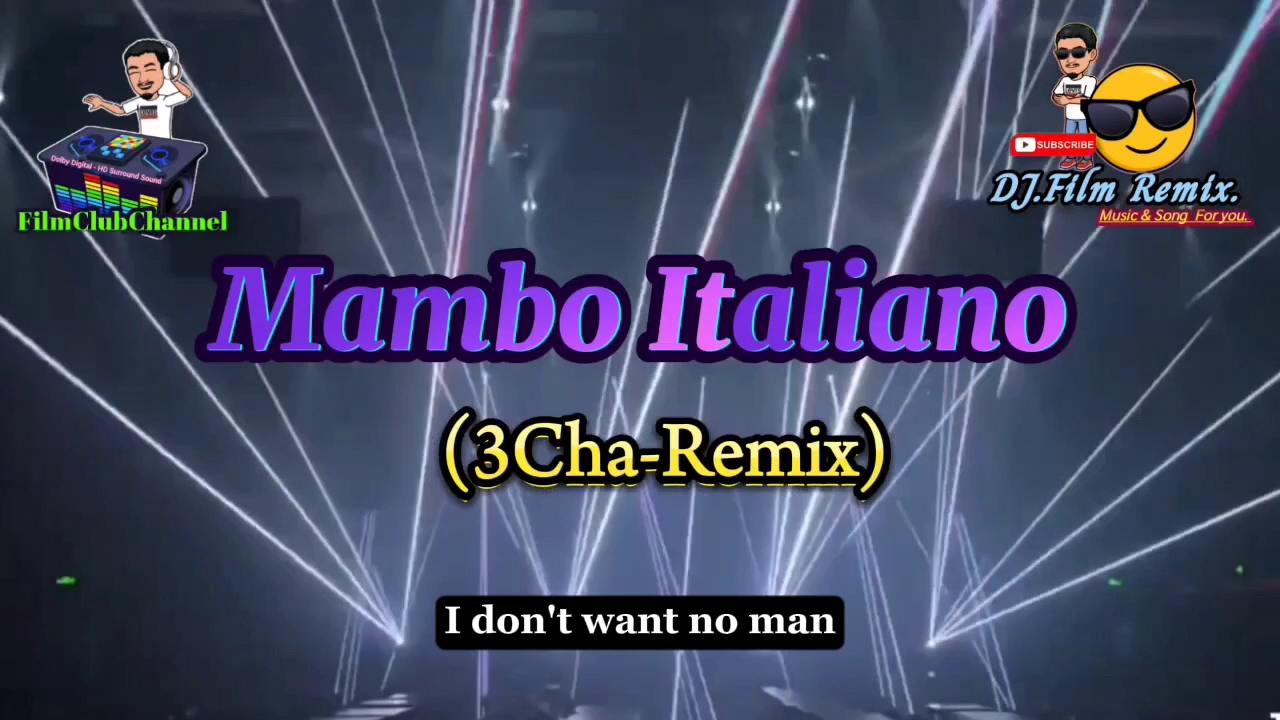 Dolby Digital - HD Surround Sound
FilmClubChannel
SUBSCRIBE
DJ.Film Remix.
Music & Song For you.
Mambo Italiano
(3Cha-Remix)
I don't want no man